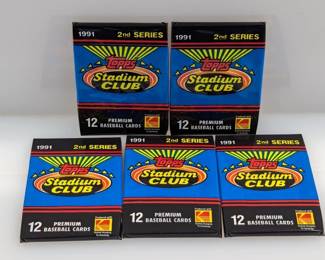 1991 2nd SERIES
Topps
Stadium
CLUB
12 PREMIUM
BASEBALL CARDS
1991 2nd SERIES
Topps
Stadium
CLUB
12 PREMIUM
BASEBALL CARDS
1991 2nd SERIES
Topps
Stadium
CLUB
12 PREMIUM
BASEBALL CARDS
1991 2nd SERIES
Topps
Stadium
CLUB
12 PREMIUM
BASEBALL CARDS
1991 2nd SERIES
Topps
Stadium
CLUB
12 PREMIUM
BASEBALL CARDS